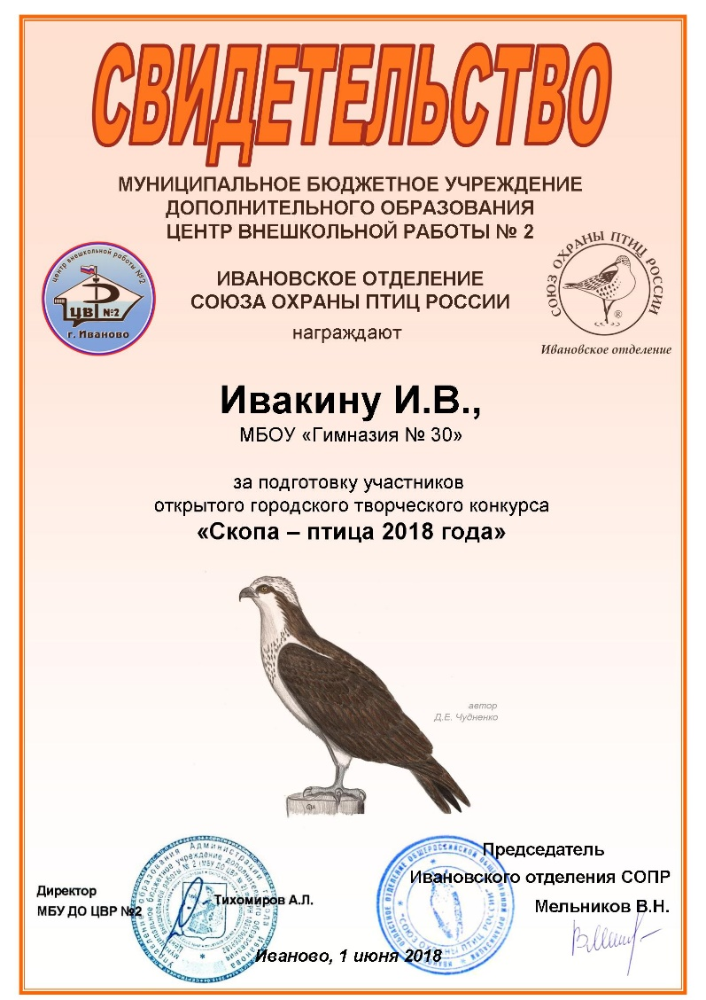 СВИДЕТЕЛЬСТВО
МУНИЦИПАЛЬНОЕ БЮДЖЕТНОЕ УЧРЕЖДЕНИЕ
ДОПОЛНИТЕЛЬНОГО ОБРАЗОВАНИЯ
ЦЕНТР ВНЕШКОЛЬНОЙ РАБОТЫ № 2
центр внешкольной работы №2
ЦВР №2
г. Иваново
ИВАНОВСКОЕ ОТДЕЛЕНИЕ
СОЮЗА ОХРАНЫ ПТИЦ РОССИИ
награждают
СОЮЗ ОХРАНЫ ПТИЦ РОССИИ
®
Ивановское отделение
Ивакину И.В.,
МБОУ «Гимназия № 30»
за подготовку участников
открытого городского творческого конкурса
«Скопа – птица 2018 года»
автор
Д.Е. Чудненко
Директор
МБУ ДО ЦВР №2
Тихомиров А.Л.
Председатель
Ивановского отделения СОПР
Мельников В.Н.
Иваново, 1 июня 2018